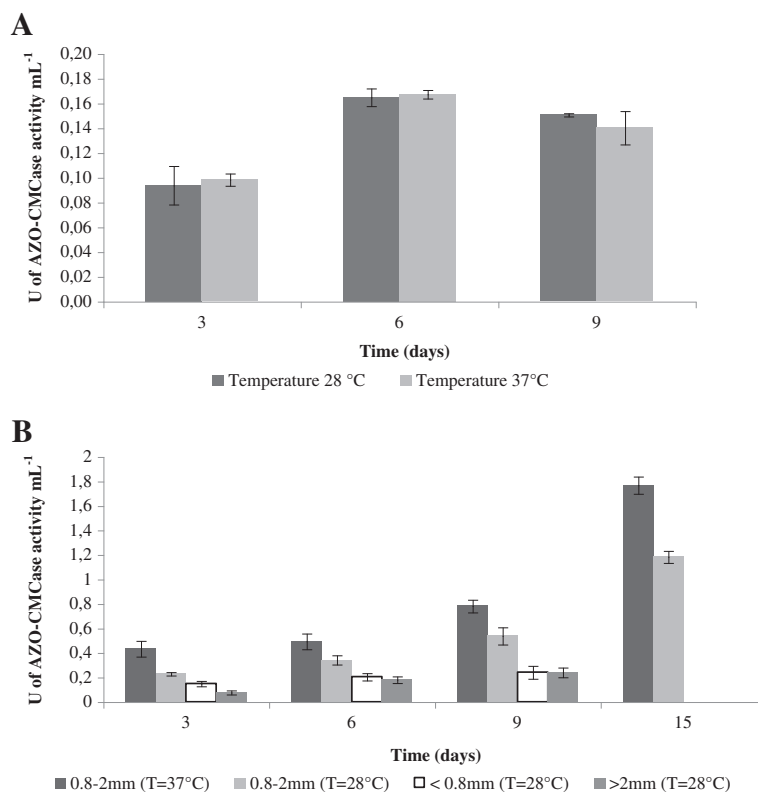 A
U of AZO-CMCase activity mL-1
0,20
0,18
0,16
0,14
0,12
0,10
0,08
0,06
0,04
0,02
0,00
3 6 9
Time (days)
Temperature 28 °C Temperature 37°C
B
U of AZO-CMCase activity mL-1
2
1,8
1,6
1,4
1,2
1
0,8
0,6
0,4
0,2
0
3 6 9 15
Time (days)
0.8-2mm (T=37°C) 0.8-2mm (T=28°C) < 0.8mm (T=28°C) >2mm (T=28°C)